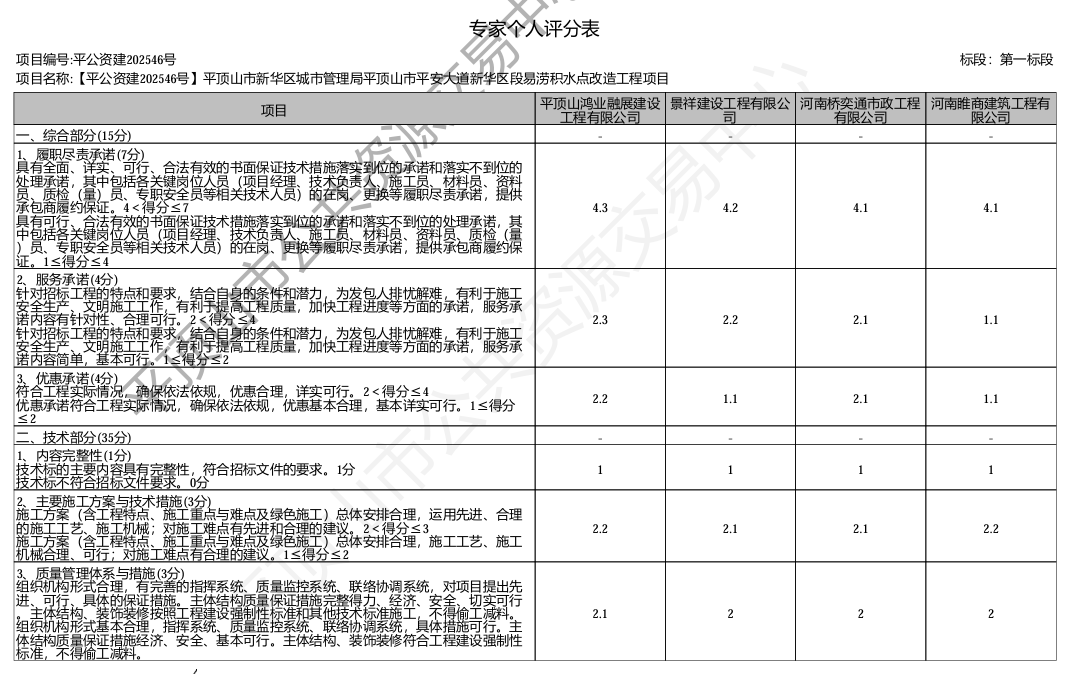 专家个人评分表
项目编号:平公资建202546号
标段：第一标段
项目名称:【平公资建202546号】平顶山市新华区城市管理局平顶山市平安大道新华区段易涝积水点改造工程项目
项目 平顶山鸿业融展建设工程有限公司 景祥建设工程有限公司 河南桥奕通市政工程有限公司 河南睢商建筑工程有限公司
一、综合部分(15分) - - - -
1、履职尽责承诺(7分)
具有全面、详实、可行、合法有效的书面保证技术措施落实到位的承诺和落实不到位的
处理承诺，其中包括各关键岗位人员（项目经理、技术负责人、施工员、材料员、资料
员、质检（量）员、专职安全员等相关技术人员）的在岗、更换等履职尽责承诺，提供
承包商履约保证。4＜得分≤7
具有可行、合法有效的书面保证技术措施落实到位的承诺和落实不到位的处理承诺，其
中包括各关键岗位人员（项目经理、技术负责人、施工员、材料员、资料员、质检（量
）员、专职安全员等相关技术人员）的在岗、更换等履职尽责承诺，提供承包商履约保
证。1≤得分≤4
4.3 4.2 4.1 4.1
2、服务承诺(4分)
针对招标工程的特点和要求，结合自身的条件和潜力，为发包人排忧解难，有利于施工
安全生产、文明施工工作，有利于提高工程质量，加快工程进度等方面的承诺，服务承
诺内容有针对性、合理可行。2＜得分≤4
针对招标工程的特点和要求，结合自身的条件和潜力，为发包人排忧解难，有利于施工
安全生产、文明施工工作，有利于提高工程质量，加快工程进度等方面的承诺，服务承
诺内容简单，基本可行。1≤得分≤2
2.3 2.2 2.1 1.1
3、优惠承诺(4分)
符合工程实际情况，确保依法依规，优惠合理，详实可行。2＜得分≤4
优惠承诺符合工程实际情况，确保依法依规，优惠基本合理，基本详实可行。1≤得分
≤2
2.2 1.1 2.1 1.1
二、技术部分(35分) - - - -
1、内容完整性(1分)
技术标的主要内容具有完整性，符合招标文件的要求。1分
技术标不符合招标文件要求。0分
1 1 1 1
2、主要施工方案与技术措施(3分)
施工方案（含工程特点、施工重点与难点及绿色施工）总体安排合理，运用先进、合理
的施工工艺、施工机械；对施工难点有先进和合理的建议。2＜得分≤3
施工方案（含工程特点、施工重点与难点及绿色施工）总体安排合理，施工工艺、施工
机械合理、可行；对施工难点有合理的建议。1≤得分≤2
2.2 2.1 2.1 2.2
3、质量管理体系与措施(3分)
组织机构形式合理，有完善的指挥系统、质量监控系统、联络协调系统，对项目提出先
进、可行、具体的保证措施。主体结构质量保证措施完整得力、经济、安全、切实可行
。主体结构、装饰装修按照工程建设强制性标准和其他技术标准施工，不得偷工减料。
组织机构形式基本合理，指挥系统、质量监控系统、联络协调系统，具体措施可行。主
体结构质量保证措施经济、安全、基本可行。主体结构、装饰装修符合工程建设强制性
标准，不得偷工减料。
2.1 2 2 2
平顶山市公共资源交易中
顶山市公共资源交易中心